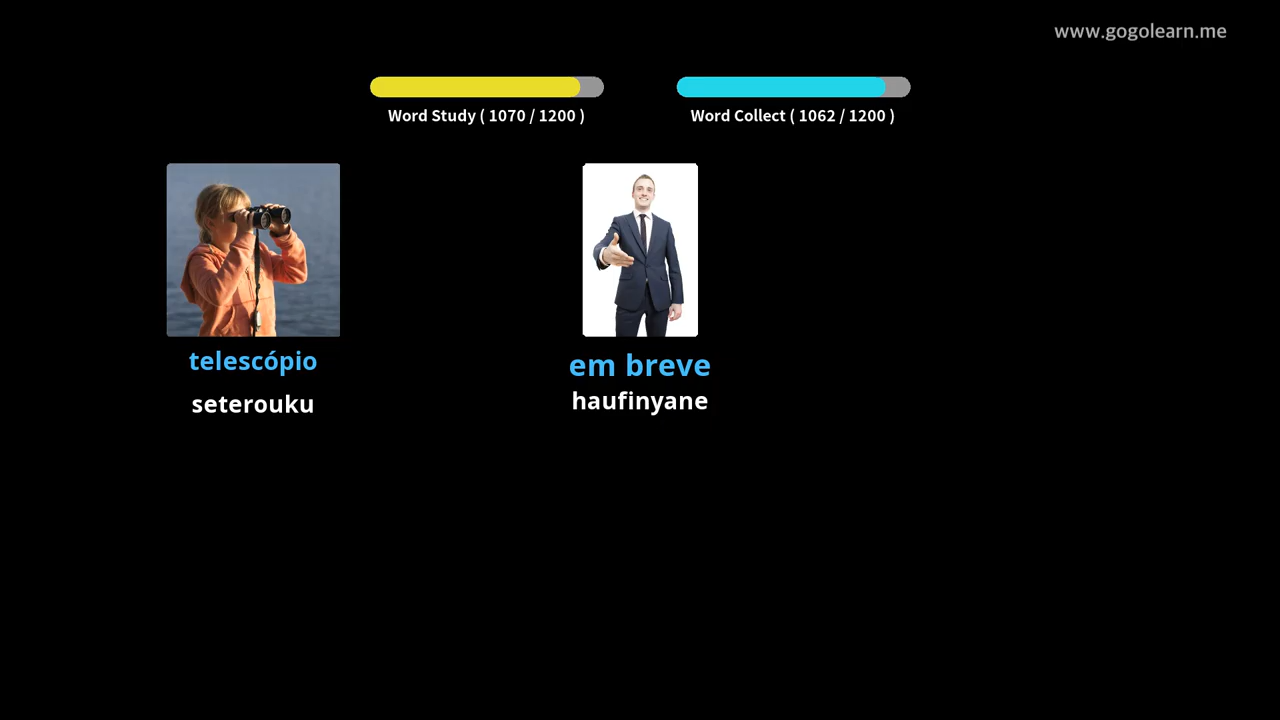 www.gogolearn.me
Word Study ( 1070 / 1200 )
Word Collect ( 1062 / 1200 )
telescópio
seterouku
em breve
haufinyane